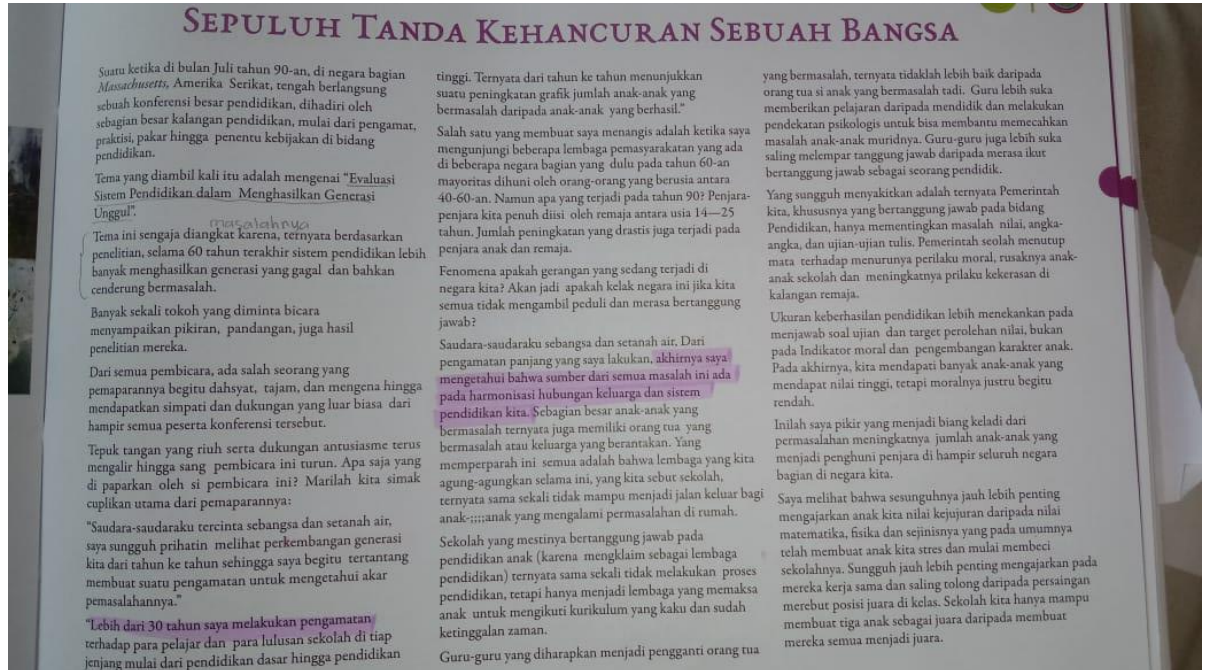 SEPULUH TANDA KEHANCURAN SEBUAH BANGSA
Suatu ketika di bulan Juli tahun 90-an, di negara bagian
Massachusetts, Amerika Serikat, tengah berlangsung
sebuah konferensi besar pendidikan, dihadiri oleh
sebagian besar kalangan pendidikan, mulai dari pengamat,
praktisi, pakar hingga penentu kebijakan di bidang
pendidikan.
Tema yang diambil kali itu adalah mengenai “Evaluasi
Sistem Pendidikan dalam Menghasilkan Generasi
Unggul”.
masalahnya
Tema ini sengaja diangkat karena, ternyata berdasarkan
penelitian, selama 60 tahun terakhir sistem pendidikan lebih
banyak menghasilkan generasi yang gagal dan bahkan
cenderung bermasalah.
Banyak sekali tokoh yang diminta bicara
menyampaikan pikiran, pandangan, juga hasil
penelitian mereka.
Dari semua pembicara, ada salah seorang yang
pemaparannya begitu dahsyat, tajam, dan mengena hingga
mendapatkan simpati dan dukungan yang luar biasa dari
hampir semua peserta konferensi tersebut.
Tepuk tangan yang riuh serta dukungan antusiasme terus
mengalir hingga sang pembicara ini turun. Apa saja yang
di paparkan oleh si pembicara ini? Marilah kita simak
cuplikan utama dari pemaparannya:
“Saudara-saudaraku tercinta sebangsa dan setanah air,
saya sungguh prihatin melihat perkembangan generasi
kita dari tahun ke tahun sehingga saya begitu tertantang
membuat suatu pengamatan untuk mengetahui akar
pemasalahannya.”
“Lebih dari 30 tahun saya melakukan pengamatan
terhadap para pelajar dan para lulusan sekolah di tiap
jenjang mulai dari pendidikan dasar hingga pendidikan
tinggi. Ternyata dari tahun ke tahun menunjukkan
suatu peningkatan grafik jumlah anak-anak yang
bermasalah daripada anak-anak yang berhasil.”
Salah satu yang membuat saya menangis adalah ketika saya
mengunjungi beberapa lembaga pemasyarakatan yang ada
di beberapa negara bagian yang dulu pada tahun 60-an
mayoritas dihuni oleh orang-orang yang berusia antara
40-60-an. Namun apa yang terjadi pada tahun 90? Penjara-
penjara kita penuh diisi oleh remaja antara usia 14—25
tahun. Jumlah peningkatan yang drastis juga terjadi pada
penjara anak dan remaja.
Fenomena apakah gerangan yang sedang terjadi di
negara kita? Akan jadi apakah kelak negara ini jika kita
semua tidak mengambil peduli dan merasa bertanggung
jawab?
Saudara-saudaraku sebangsa dan setanah air, Dari
pengamatan panjang yang saya lakukan, akhirnya saya
mengetahui bahwa sumber dari semua masalah ini ada
pada harmonisasi hubungan keluarga dan sistem
pendidikan kita. Sebagian besar anak-anak yang
bermasalah ternyata juga memiliki orang tua yang
bermasalah atau keluarga yang berantakan. Yang
memperparah ini semua adalah bahwa lembaga yang kita
agung-agungkan selama ini, yang kita sebut sekolah,
ternyata sama sekali tidak mampu menjadi jalan keluar bagi
anak-;;;;anak yang mengalami permasalahan di rumah.
Sekolah yang mestinya bertanggung jawab pada
pendidikan anak (karena mengklaim sebagai lembaga
pendidikan) ternyata sama sekali tidak melakukan proses
pendidikan, tetapi hanya menjadi lembaga yang memaksa
anak untuk mengikuti kurikulum yang kaku dan sudah
ketinggalan zaman.
Guru-guru yang diharapkan menjadi pengganti orang tua
yang bermasalah, ternyata tidaklah lebih baik daripada
orang tua si anak yang bermasalah tadi. Guru lebih suka
memberikan pelajaran daripada mendidik dan melakukan
pendekatan psikologis untuk bisa membantu memecahkan
masalah anak-anak muridnya. Guru-guru juga lebih suka
saling melempar tanggung jawab daripada merasa ikut
bertanggung jawab sebagai seorang pendidik.
Yang sungguh menyakitkan adalah ternyata Pemerintah
kita, khususnya yang bertanggung jawab pada bidang
Pendidikan, hanya mementingkan masalah nilai, angka-
angka, dan ujian-ujian tulis. Pemerintah seolah menutup
mata terhadap menurunya perilaku moral, rusaknya anak-
anak sekolah dan meningkatnya prilaku kekerasan di
kalangan remaja.
Ukuran keberhasilan pendidikan lebih menekankan pada
menjawab soal ujian dan target perolehan nilai, bukan
pada Indikator moral dan pengembangan karakter anak.
Pada akhirnya, kita mendapati banyak anak-anak yang
mendapat nilai tinggi, tetapi moralnya justru begitu
rendah.
Inilah saya pikir yang menjadi biang keladi dari
permasalahan meningkatnya jumlah anak-anak yang
menjadi penghuni penjara di hampir seluruh negara
bagian di negara kita.
Saya melihat bahwa sesungguhnya jauh lebih penting
mengajarkan anak kita nilai kejujuran daripada nilai
matematika, fisika dan sejinisnya yang pada umumnya
telah membuat anak kita stres dan mulai membeci
sekolahnya. Sungguh jauh lebih penting mengajarkan pada
mereka kerja sama dan saling tolong daripada persaingan
merebut posisi juara di kelas. Sekolah kita hanya mampu
membuat tiga anak sebagai juara daripada membuat
mereka semua menjadi juara.